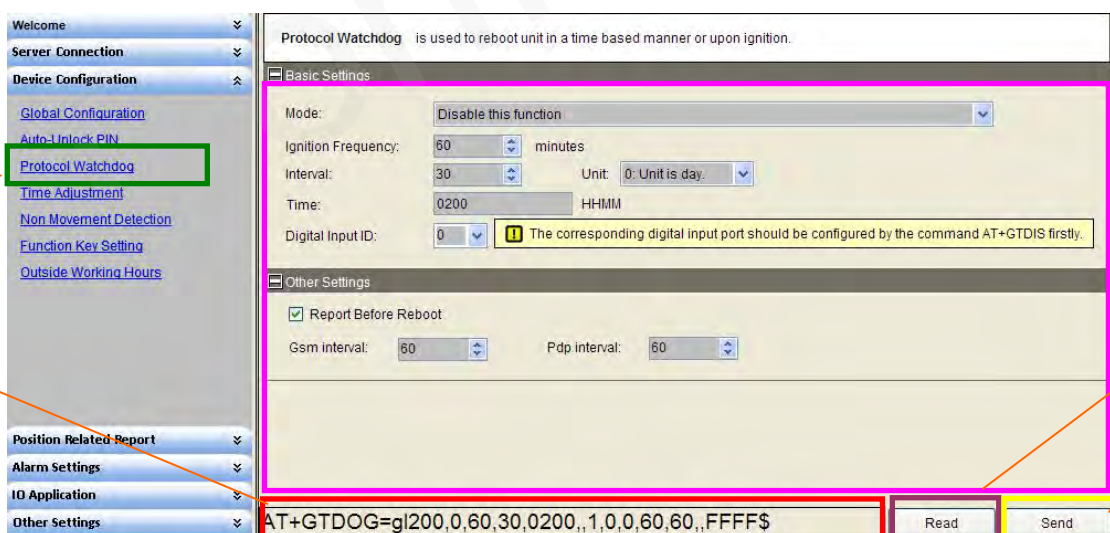 Welcome
Server Connection
Device Configuration
Global Configuration
Auto-Unlock PIN
Protocol Watchdog
Time Adjustment
Non Movement Detection
Function Key Setting
Outside Working Hours
Position Related Report
Alarm Settings
IO Application
Other Settings
Protocol Watchdog is used to reboot unit in a time based manner or upon ignition.
Basic Settings
Mode: Disable this function
Ignition Frequency: 60 minutes
Interval: 30 Unit: 0: Unit is day.
Time: 0200 HHMM
Digital Input ID: 0 The corresponding digital input port should be configured by the command AT+GTDIS firstly.
Other Settings
Report Before Reboot
Gsm interval: 60 Pdp interval: 60
AT+GTDOG=gl200,0,60,30,0200,,1,0,0,60,60,,FFFF$
Read Send